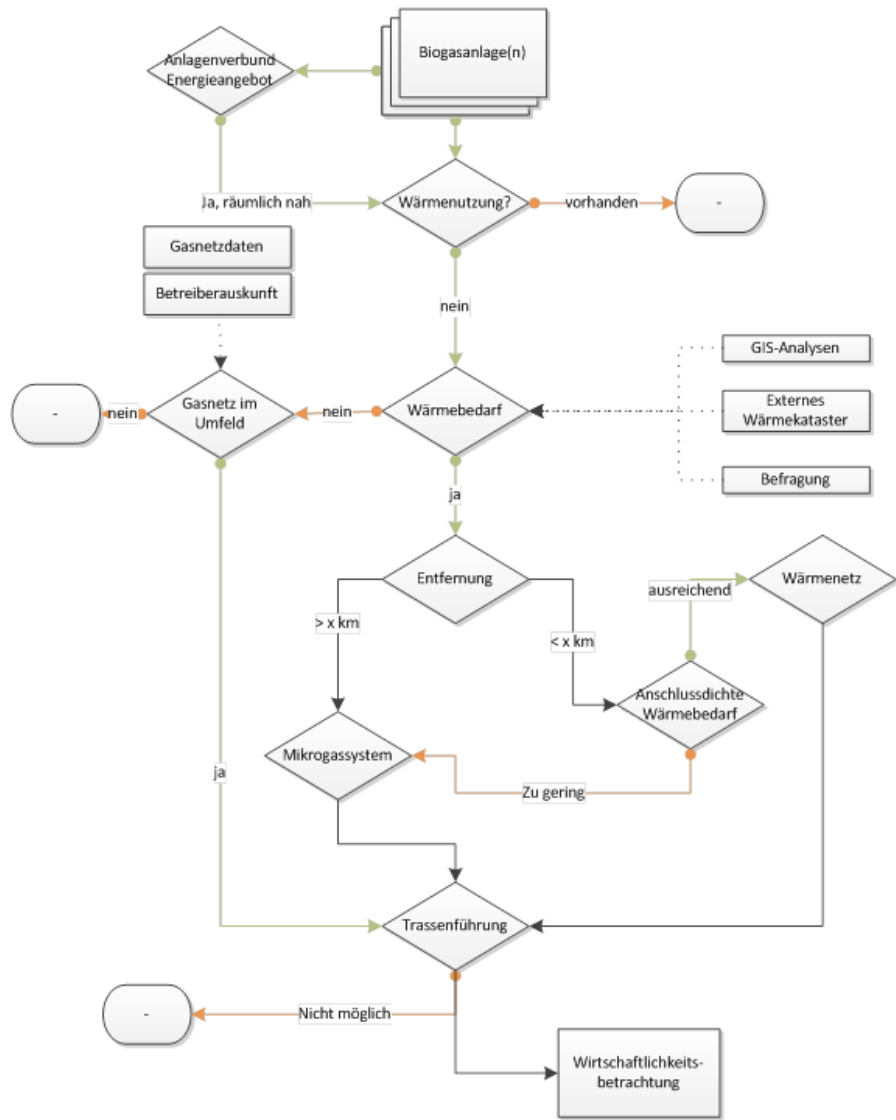 Anlagenverbund
Energieangebot
Biogasanlage(n)
Ja, räumlich nah
Wärmenutzung?
vorhanden
-
Gasnetzdaten
Betreiberauskunft
nein
GIS-Analysen
-
nein
Gasnetz im
Umfeld
nein
Wärmebedarf
Externes
Wärmekataster
Befragung
ja
Entfernung
Wärmenetz
ausreichend
> x km
< x km
Anschlussdichte
Wärmebedarf
Mikrogassystem
ja
Zu gering
Trassenführung
-
Nicht möglich
Wirtschaftlichkeits-
betrachtung